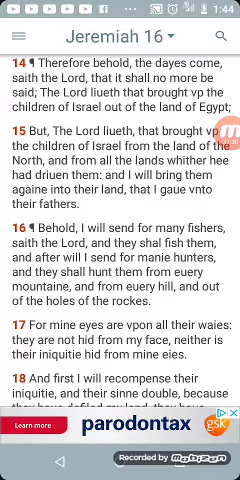 1:44
Jeremiah 16
14 ¶ Therefore behold, the dayes come,
saith the Lord, that it shall no more be
said; The Lord liueth that brought vp
the children of Israel out of the land of Egypt;
15 But, The Lord liueth, that brought vp
the children of Israel from the land of the
North, and from all the lands whither hee
had driuen them: and I will bring them
againe into their land, that I gaue vnto
their fathers.
16 ¶ Behold, I will send for many fishers,
saith the Lord, and they shal fish them,
and after will I send for manie hunters,
and they shall hunt them from euery
mountaine, and from euery hill, and out
of the holes of the rockes.
17 For mine eyes are vpon all their waies:
they are not hid from my face, neither is
their iniquitie hid from mine eies.
18 And first I will recompense their
iniquitie, and their sinne double, because
they haue defiled my land, they haue
Learn more
parodontax
gsk
Recorded by mobizen